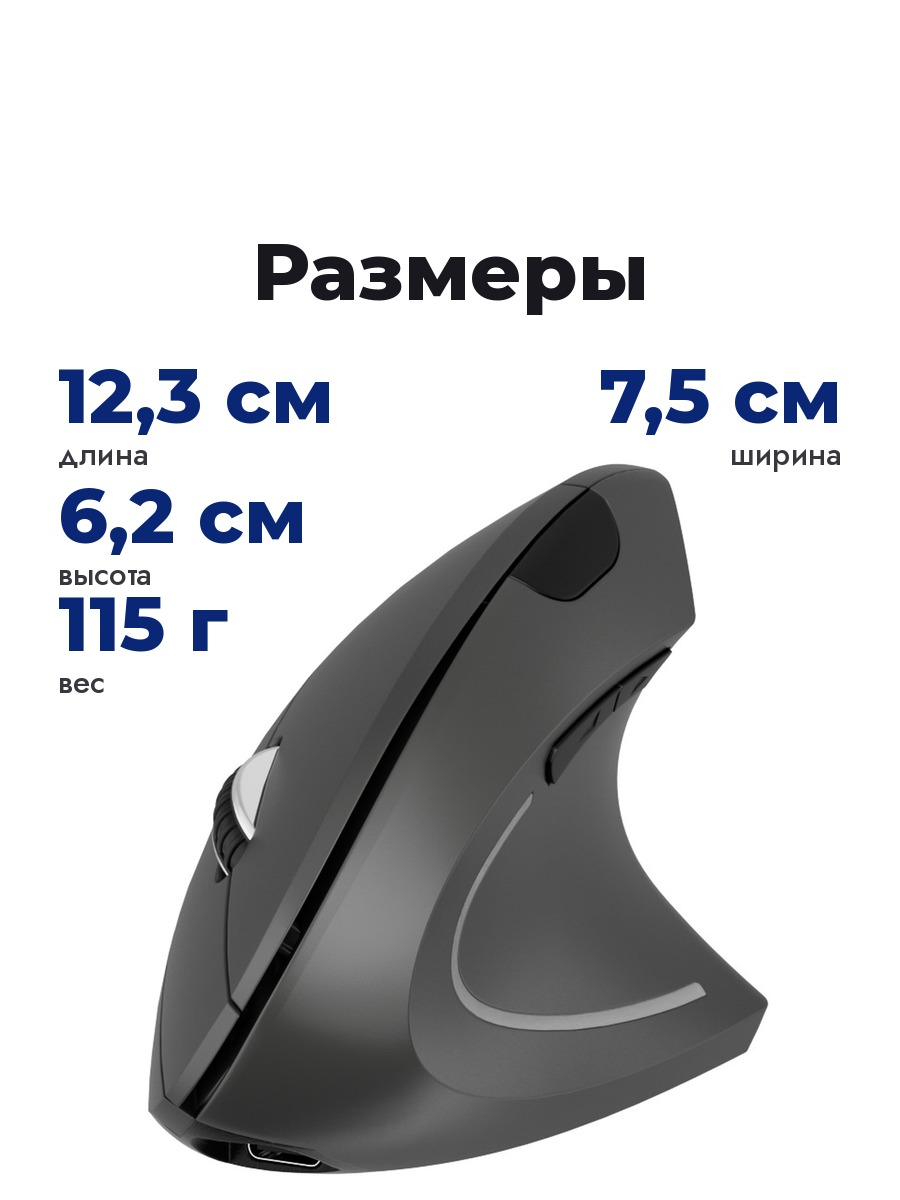 Размеры
12,3 см
длина
7,5 см
ширина
6,2 см
высота
115 г
вес